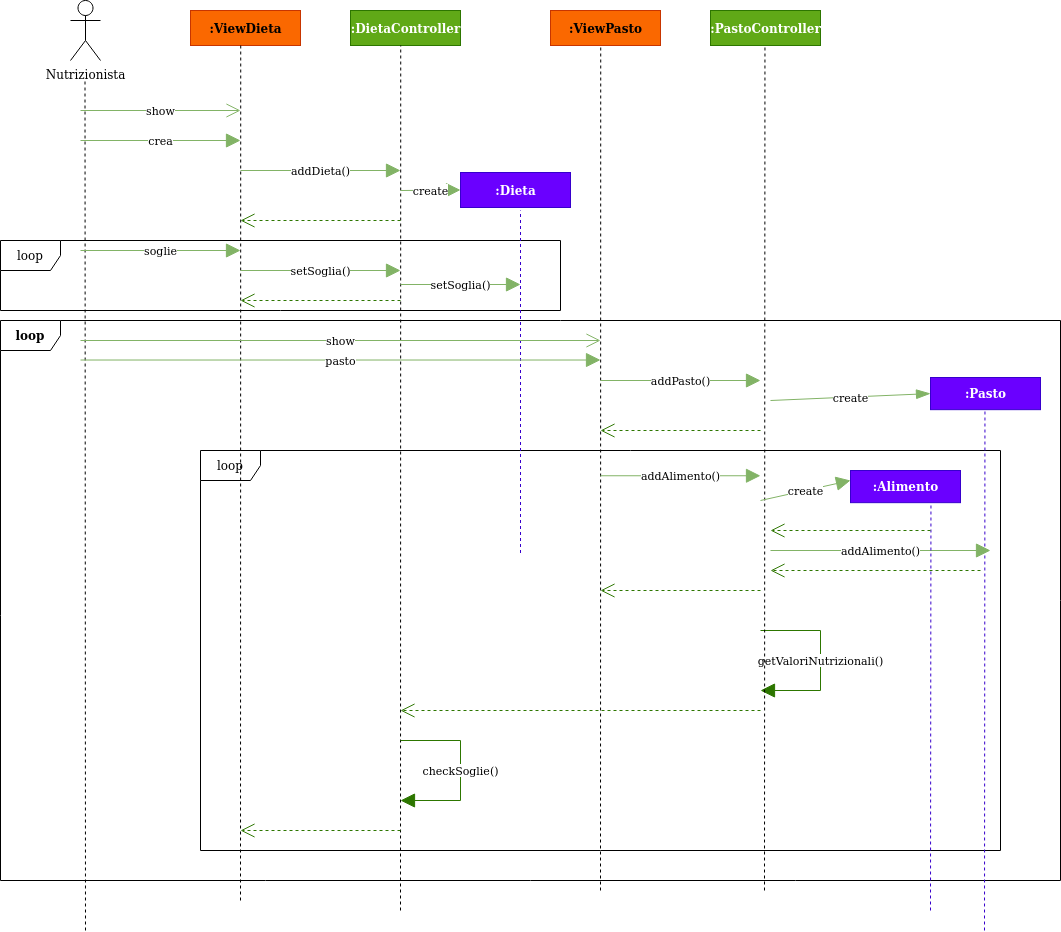 :ViewDieta
:DietaController
:ViewPasto
:PastoController
Nutrizionista
show
crea
addDieta()
create
:Dieta
loop
soglie
setSoglia()
setSoglia()
loop
show
pasto
addPasto()
create
:Pasto
loop
addAlimento()
create
:Alimento
addAlimento()
getValoriNutrizionali()
checkSoglie()